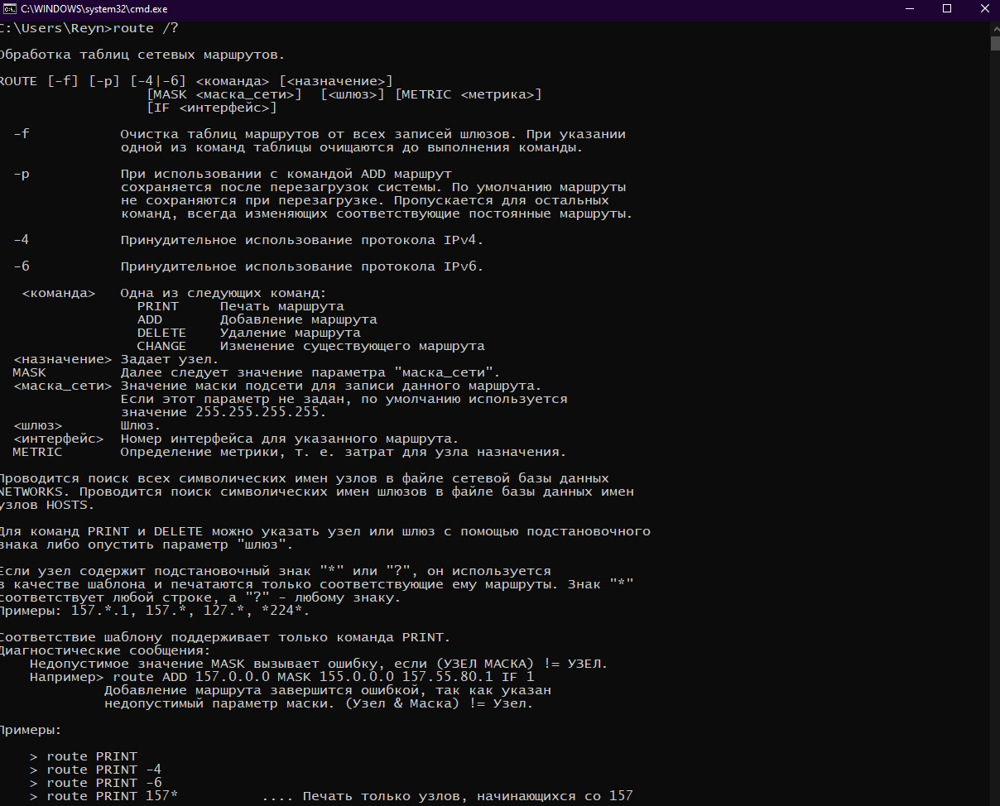 C:\WINDOWS\system32\cmd.exe
C:\Users\Reyn>route /?
Обработка таблиц сетевых маршрутов.
ROUTE [-f] [-p] [-4|-6] <команда> [<назначение>]
[MASK <маска_сети>] [<шлюз>] [METRIC <метрика>]
[IF <интерфейс>]
-f Очистка таблиц маршрутов от всех записей шлюзов. При указании
одной из команд таблицы очищаются до выполнения команды.
-p При использовании с командой ADD маршрут
сохраняется после перезагрузок системы. По умолчанию маршруты
не сохраняются при перезагрузке. Пропускается для остальных
команд, всегда изменяющих соответствующие постоянные маршруты.
-4 Принудительное использование протокола IPv4.
-6 Принудительное использование протокола IPv6.
<команда> Одна из следующих команд:
PRINT Печать маршрута
ADD Добавление маршрута
DELETE Удаление маршрута
CHANGE Изменение существующего маршрута
<назначение> Задает узел.
MASK Далее следует значение параметра "маска_сети".
<маска_сети> Значение маски подсети для записи данного маршрута.
Если этот параметр не задан, по умолчанию используется
значение 255.255.255.255.
<шлюз> Шлюз.
<интерфейс> Номер интерфейса для указанного маршрута.
METRIC Определение метрики, т. е. затрат для узла назначения.
Проводится поиск всех символических имен узлов в файле сетевой базы данных
NETWORKS. Проводится поиск символических имен шлюзов в файле базы данных имен
узлов HOSTS.
Для команд PRINT и DELETE можно указать узел или шлюз с помощью подстановочного
знака либо опустить параметр "шлюз".
Если узел содержит подстановочный знак "*" или "?", он используется
в качестве шаблона и печатаются только соответствующие ему маршруты. Знак "*"
соответствует любой строке, а "?" - любому знаку.
Примеры: 157.*.1, 157.*, 127.*, *224*.
Соответствие шаблону поддерживает только команда PRINT.
Диагностические сообщения:
Недопустимое значение MASK вызывает ошибку, если (УЗЕЛ МАСКА) != УЗЕЛ.
Например> route ADD 157.0.0.0 MASK 155.0.0.0 157.55.80.1 IF 1
Добавление маршрута завершится ошибкой, так как указан
недопустимый параметр маски. (Узел & Маска) != Узел.
Примеры:
> route PRINT
> route PRINT -4
> route PRINT -6
> route PRINT 157* .... Печать только узлов, начинающихся со 157